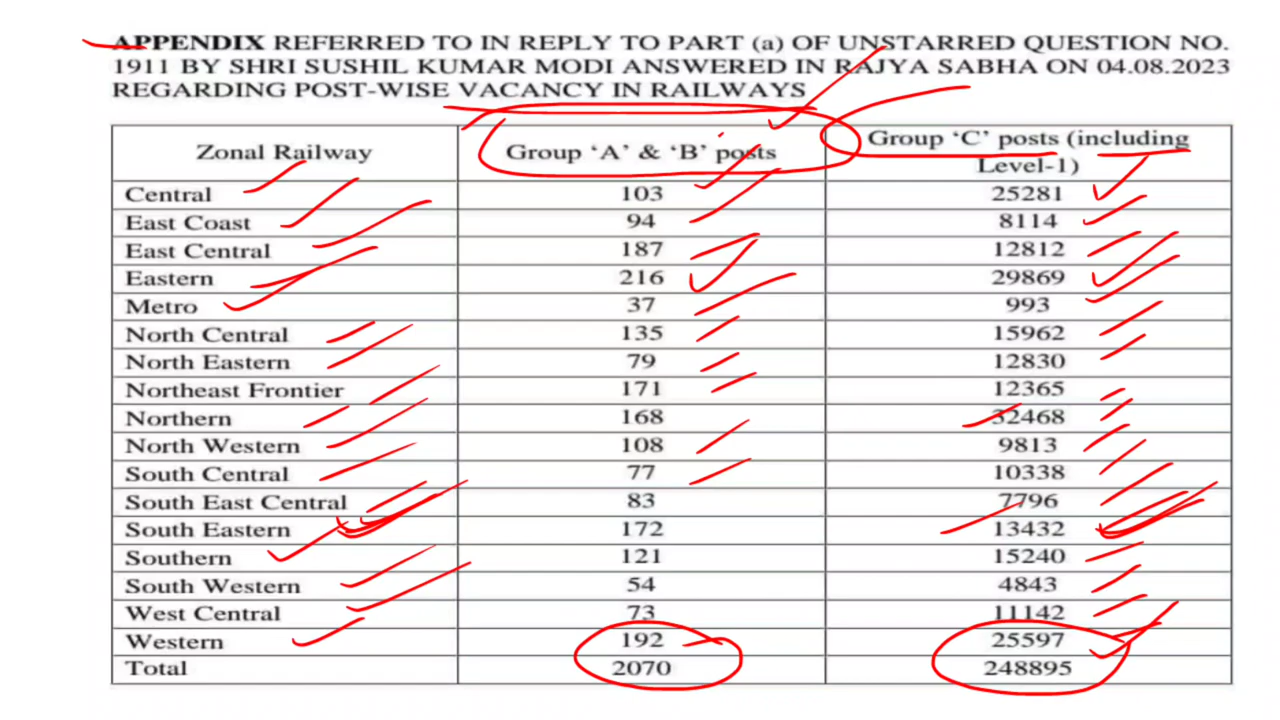 APPENDIX REFERRED TO IN REPLY TO PART (a) OF UNSTARRED QUESTION NO.
1911 BY SHRI SUSHIL KUMAR MODI ANSWERED IN RAJYA SABHA ON 04.08.2023
REGARDING POST-WISE VACANCY IN RAILWAYS
Zonal Railway Group ‘A’ & ‘B’ posts Group ‘C’ posts (including
Level-1)
Central 103 25281
East Coast 94 8114
East Central 187 12812
Eastern 216 29869
Metro 37 993
North Central 135 15962
North Eastern 79 12830
Northeast Frontier 171 12365
Northern 168 32468
North Western 108 9813
South Central 77 10338
South East Central 83 7796
South Eastern 172 13432
Southern 121 15240
South Western 54 4843
West Central 73 11142
Western 192 25597
Total 2070 248895